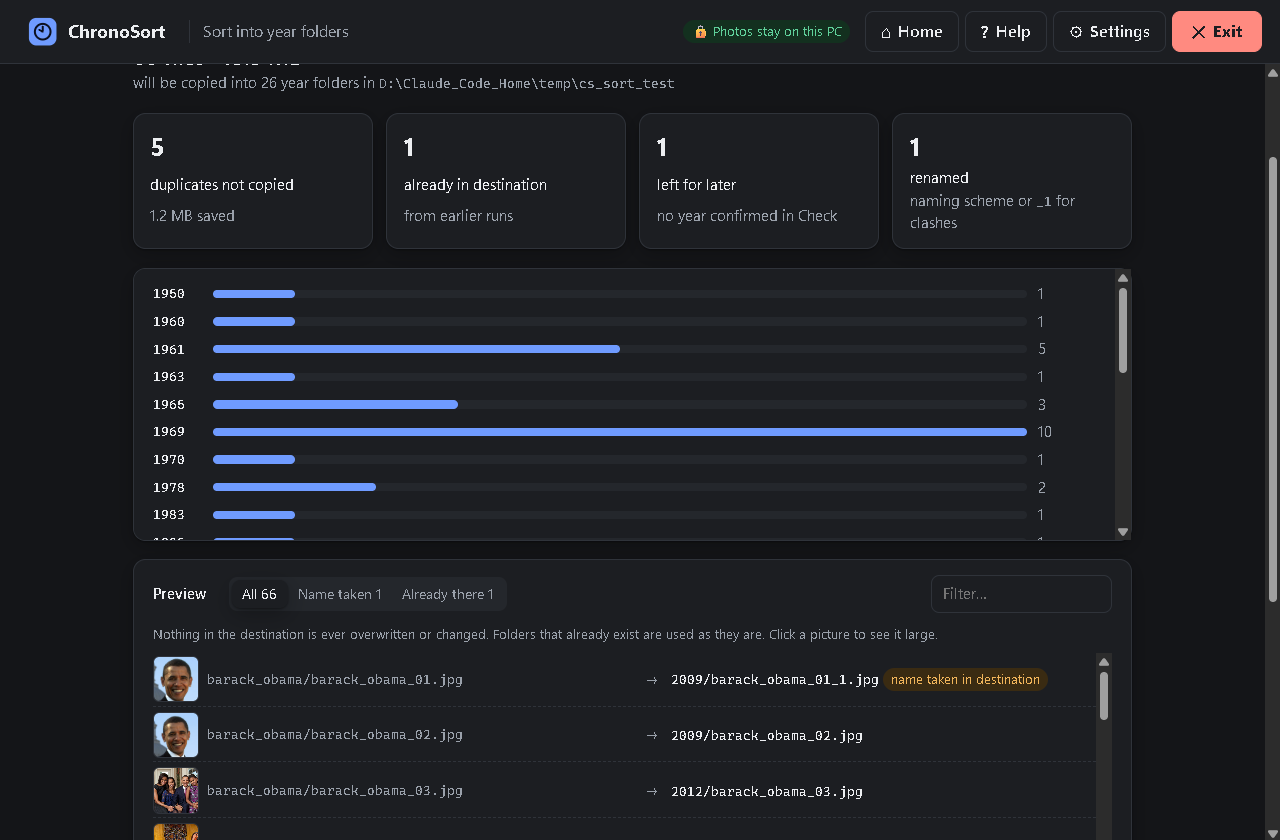 ChronoSort
Sort into year folders
Photos stay on this PC
Home
? Help
Settings
Exit
will be copied into 26 year folders in D:\Claude_Code_Home\temp\cs_sort_test
5
duplicates not copied
1.2 MB saved
1
already in destination
from earlier runs
1
left for later
no year confirmed in Check
1
renamed
naming scheme or _1 for
clashes
1950 1
1960 1
1961 5
1963 1
1965 3
1969 10
1970 1
1978 2
1983 1
Preview
All 66
Name taken 1
Already there 1
Filter...
Nothing in the destination is ever overwritten or changed. Folders that already exist are used as they are. Click a picture to see it large.
barack_obama/barack_obama_01.jpg → 2009/barack_obama_01_1.jpg name taken in destination
barack_obama/barack_obama_02.jpg → 2009/barack_obama_02.jpg
barack_obama/barack_obama_03.jpg → 2012/barack_obama_03.jpg